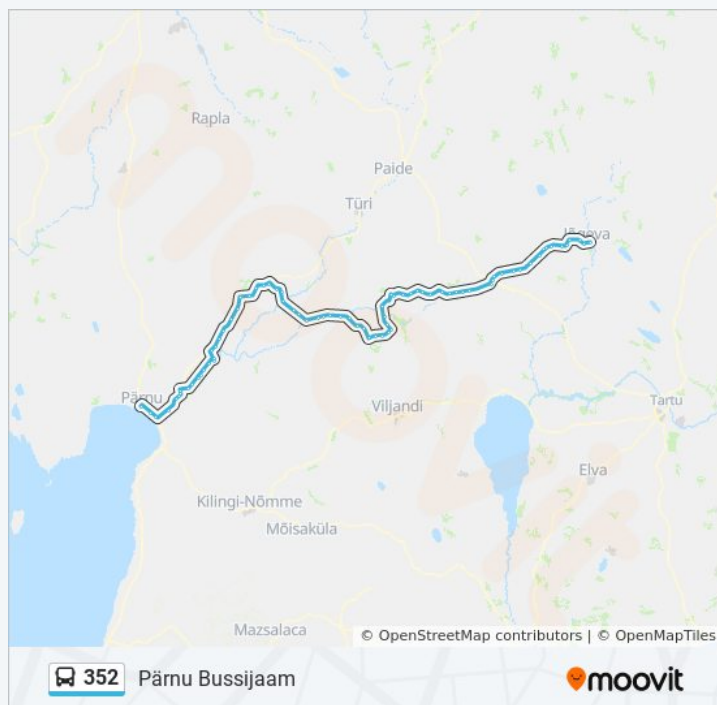 Rapla
Paide
Türi
Jõgeva
Pärnu
Viljandi
Tartu
Elva
Kilingi-Nõmme
Mõisaküla
Mazsalaca
© OpenStreetMap contributors | © OpenMapTiles
352 Pärnu Bussijaam
moovit